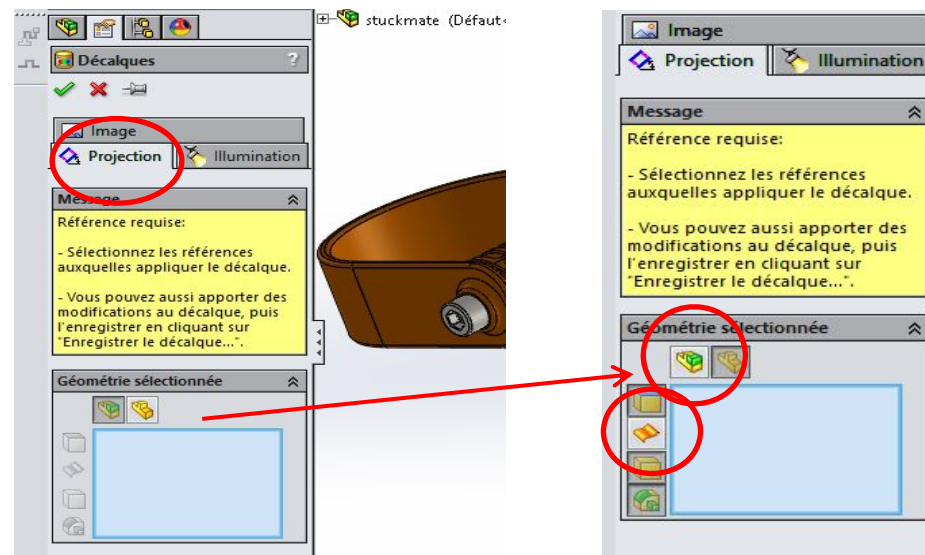 stuckmate (Défaut
Décalques
?
Image
Projection
Illumination
Message
Référence requise:
- Sélectionnez les références
auxquelles appliquer le décalque.
- Vous pouvez aussi apporter des
modifications au décalque, puis
l'enregistrer en cliquant sur
"Enregistrer le décalque...".
Géométrie sélectionnée
Image
Projection
Illumination
Message
Référence requise:
- Sélectionnez les références
auxquelles appliquer le décalque.
- Vous pouvez aussi apporter des
modifications au décalque, puis
l'enregistrer en cliquant sur
"Enregistrer le décalque...".
Géométrie sélectionnée